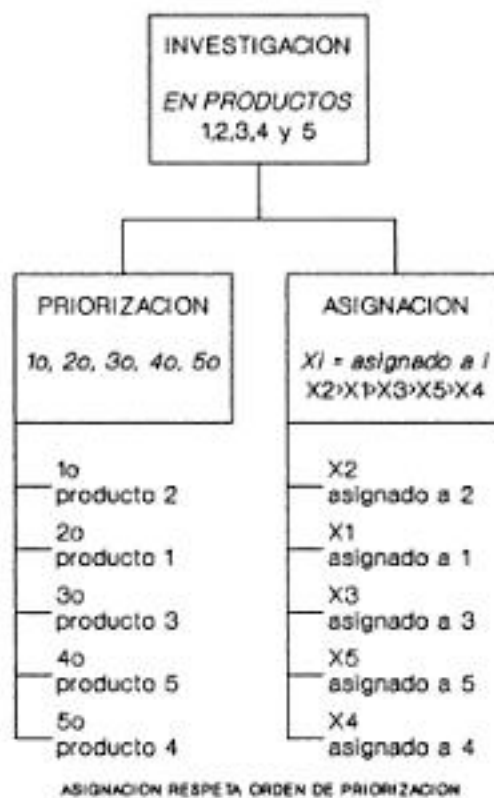 INVESTIGACION
EN PRODUCTOS
1,2,3,4 y 5
PRIORIZACION
1o, 2o, 3o, 4o. 5o
ASIGNACION
Xi = asignado a i
X2>X1>X3>X5>X4
1o
producto 2
2o
producto 1
3o
producto 3
4o
producto 5
5o
producto 4
X2
asignado a 2
X1
asignado a 1
X3
asignado a 3
X5
asignado a 5
X4
asignado a 4
ASIGNACION RESPETA ORDEN DE PRIORIZACION